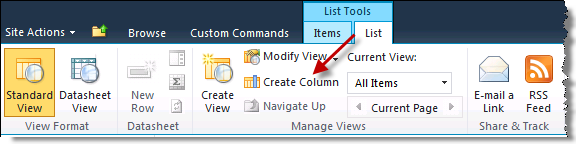 List Tools
Site Actions Browse Custom Commands Items List
Standard View
Datasheet View
View Format
New Row
Datasheet
Create View
Modify View
Create Column
Navigate Up
Current View:
All Items
Current Page
Manage Views
E-mail a Link
RSS Feed
Share & Track